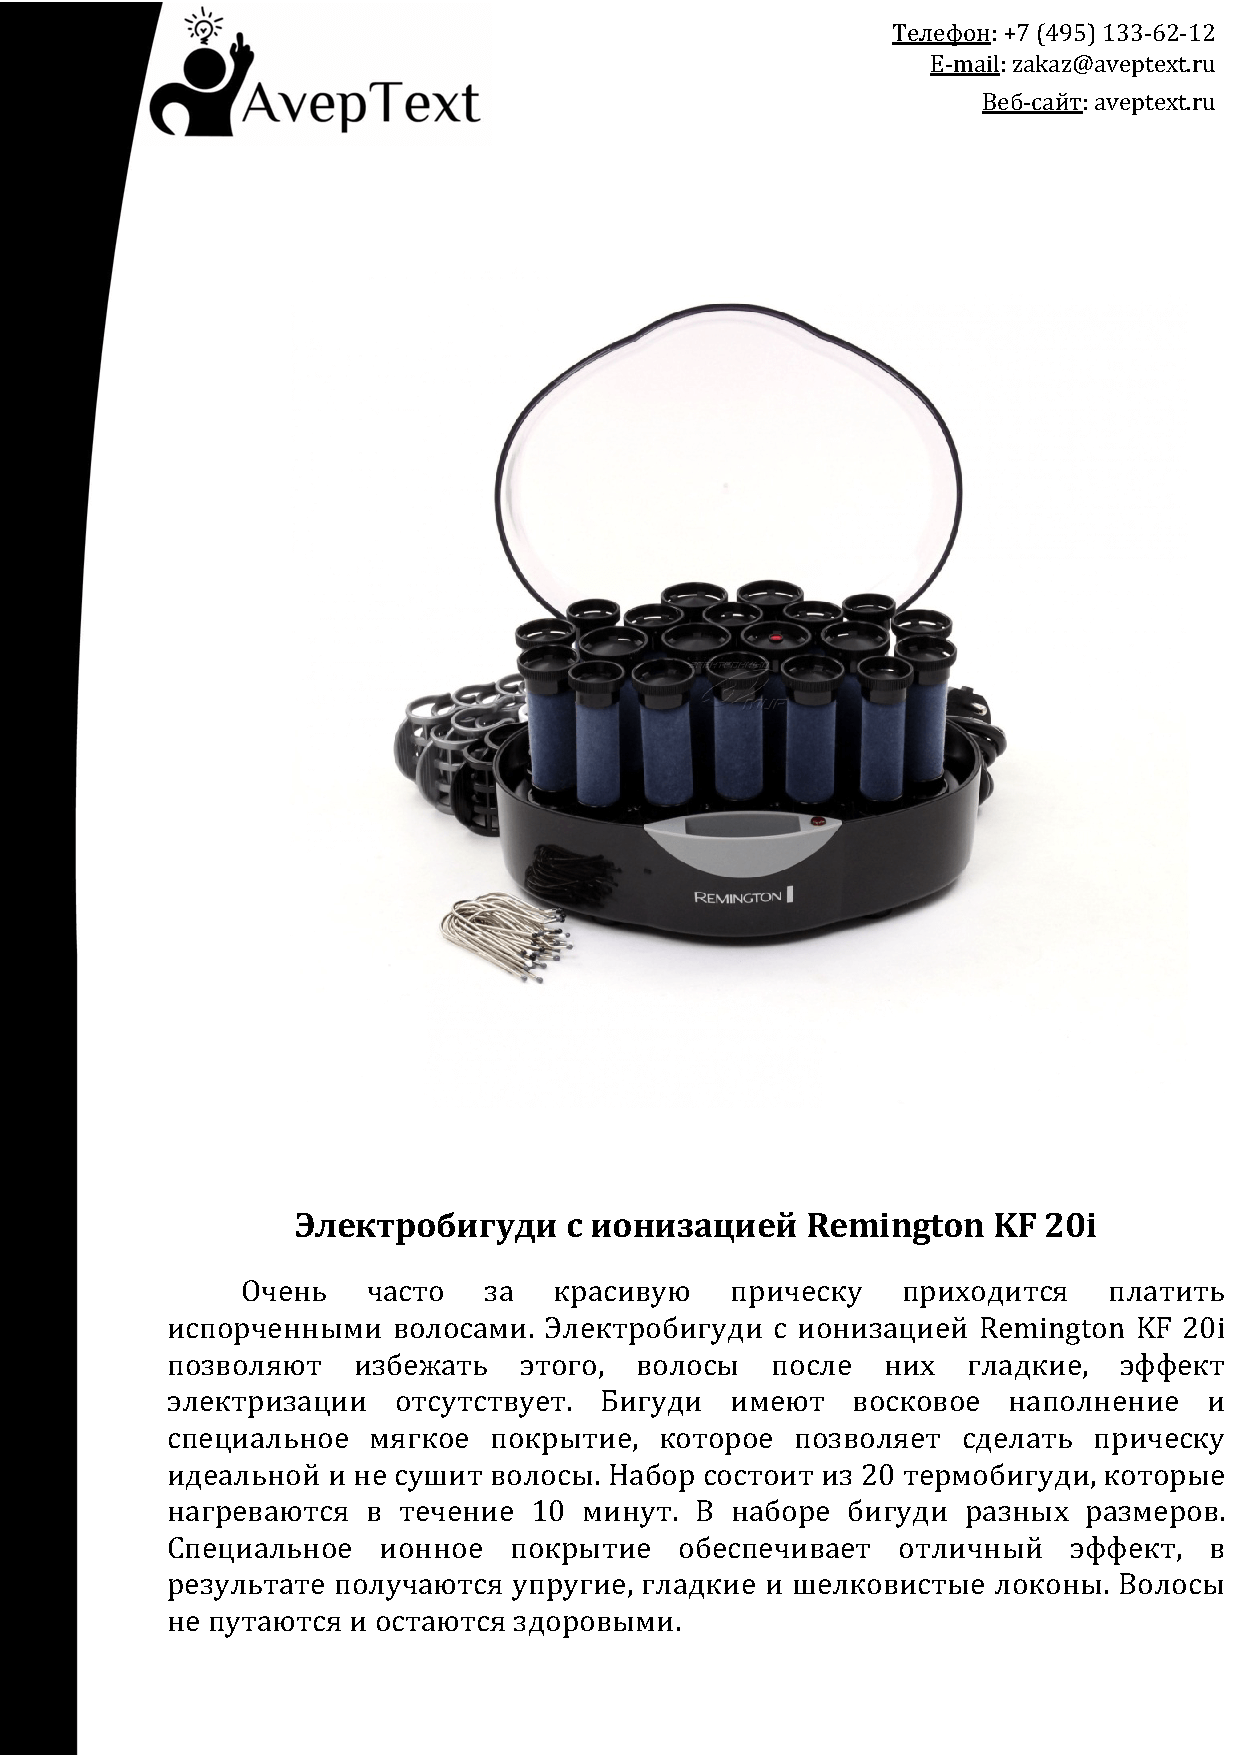 AvepText
Телефон: +7 (495) 133-62-12
E-mail: zakaz@aveptext.ru
Веб-сайт: aveptext.ru
REMINGTON
Электробигуди с ионизацией Remington KF 20i
Очень часто за красивую прическу приходится платить
испорченными волосами. Электробигуди с ионизацией Remington KF 20i
позволяют избежать этого, волосы после них гладкие, эффект
электризации отсутствует. Бигуди имеют восковое наполнение и
специальное мягкое покрытие, которое позволяет сделать прическу
идеальной и не сушит волосы. Набор состоит из 20 термобигуди, которые
нагреваются в течение 10 минут. В наборе бигуди разных размеров.
Специальное ионное покрытие обеспечивает отличный эффект, в
результате получаются упругие, гладкие и шелковистые локоны. Волосы
не путаются и остаются здоровыми.